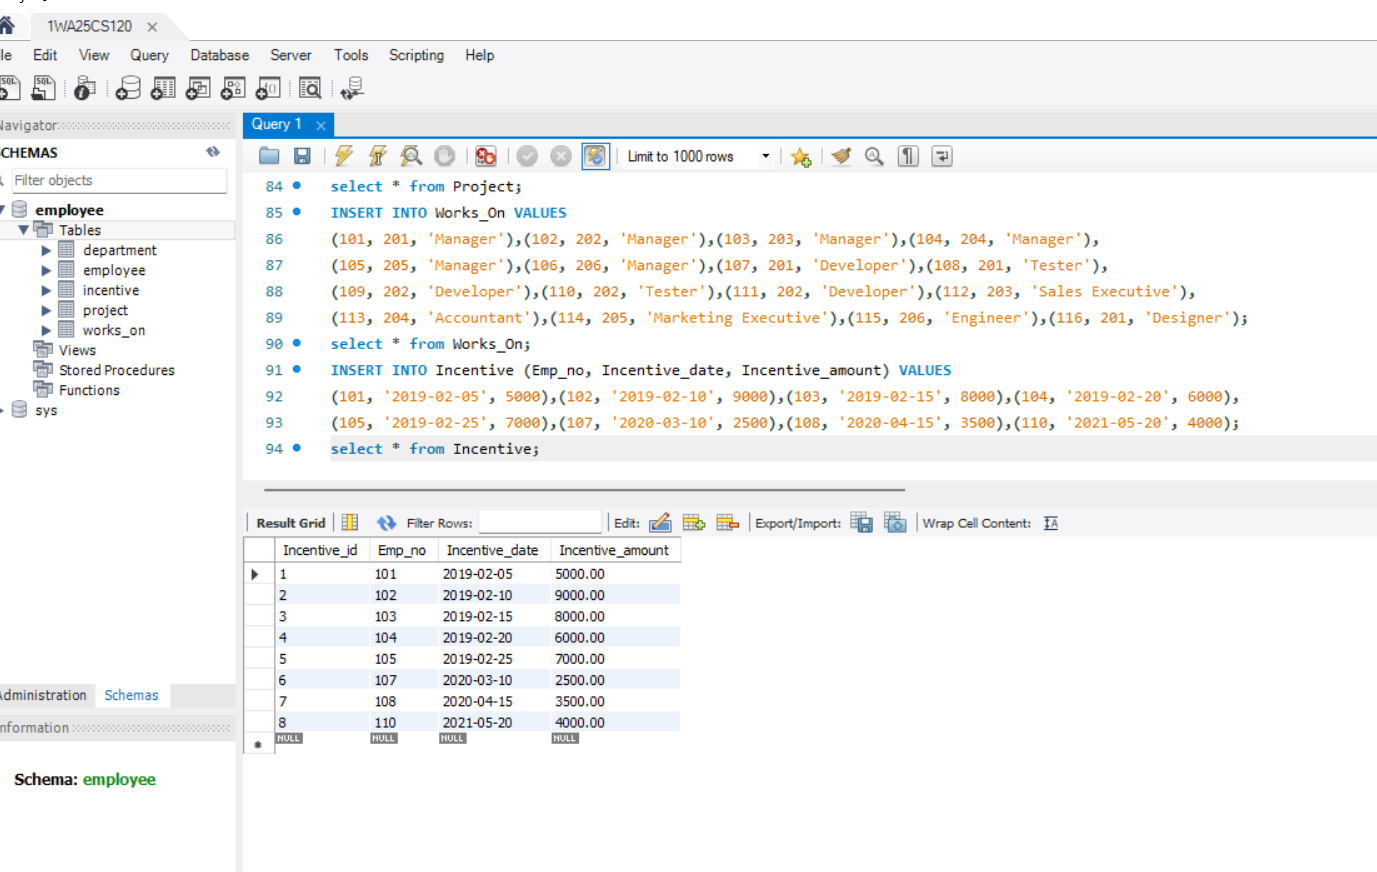 1WA25CS120
le Edit View Query Database Server Tools Scripting Help
Navigator
Query 1
SCHEMAS
Limit to 1000 rows
Filter objects
employee
Tables
department
employee
incentive
project
works_on
Views
Stored Procedures
Functions
sys
84 select * from Project;
85 INSERT INTO Works_On VALUES
86 (101, 201, 'Manager'),(102, 202, 'Manager'),(103, 203, 'Manager'),(104, 204, 'Manager'),
87 (105, 205, 'Manager'),(106, 206, 'Manager'),(107, 201, 'Developer'),(108, 201, 'Tester'),
88 (109, 202, 'Developer'),(110, 202, 'Tester'),(111, 202, 'Developer'),(112, 203, 'Sales Executive'),
89 (113, 204, 'Accountant'),(114, 205, 'Marketing Executive'),(115, 206, 'Engineer'),(116, 201, 'Designer');
90 select * from Works_On;
91 INSERT INTO Incentive (Emp_no, Incentive_date, Incentive_amount) VALUES
92 (101, '2019-02-05', 5000),(102, '2019-02-10', 9000),(103, '2019-02-15', 8000),(104, '2019-02-20', 6000),
93 (105, '2019-02-25', 7000),(107, '2020-03-10', 2500),(108, '2020-04-15', 3500),(110, '2021-05-20', 4000);
94 select * from Incentive;
Result Grid Filter Rows: Edit: Export/Import: Wrap Cell Content:
Incentive_id Emp_no Incentive_date Incentive_amount
1 101 2019-02-05 5000.00
2 102 2019-02-10 9000.00
3 103 2019-02-15 8000.00
4 104 2019-02-20 6000.00
5 105 2019-02-25 7000.00
6 107 2020-03-10 2500.00
7 108 2020-04-15 3500.00
8 110 2021-05-20 4000.00
NULL NULL NULL NULL
Administration Schemas
nformation
Schema: employee